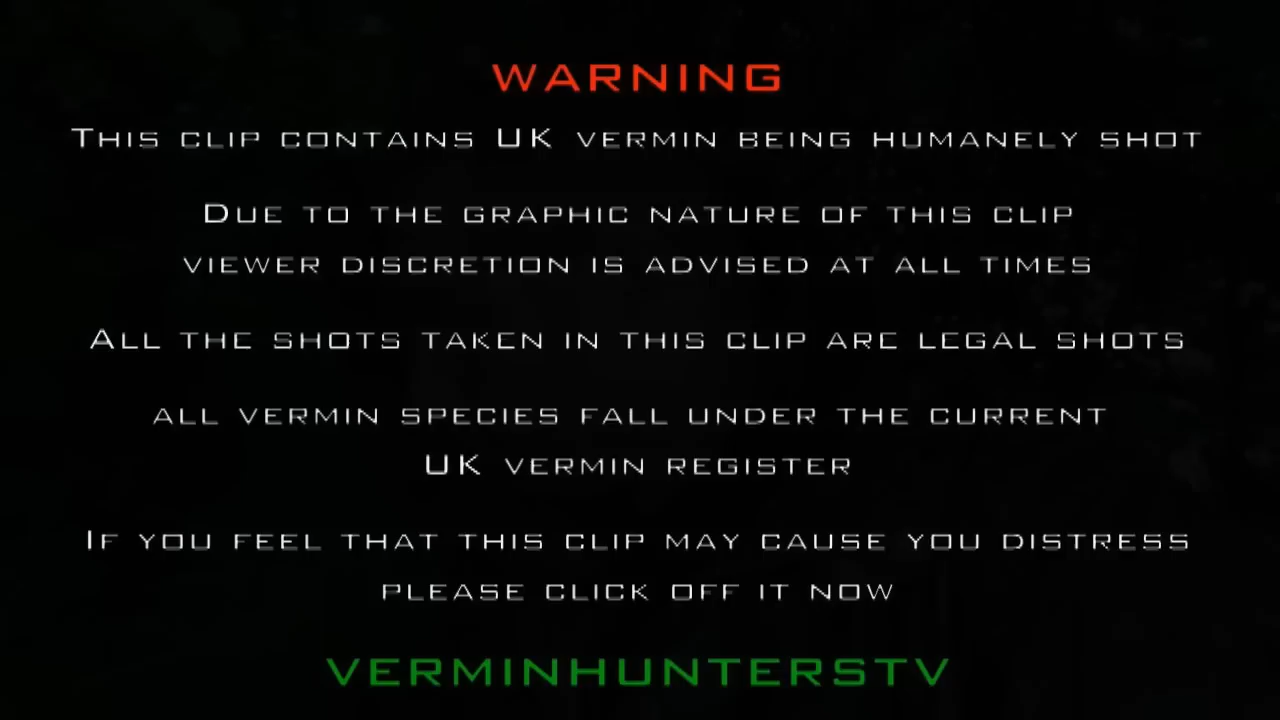 WARNING
THIS CLIP CONTAINS UK VERMIN BEING HUMANELY SHOT
DUE TO THE GRAPHIC NATURE OF THIS CLIP
VIEWER DISCRETION IS ADVISED AT ALL TIMES
ALL THE SHOTS TAKEN IN THIS CLIP ARE LEGAL SHOTS
ALL VERMIN SPECIES FALL UNDER THE CURRENT
UK VERMIN REGISTER
IF YOU FEEL THAT THIS CLIP MAY CAUSE YOU DISTRESS
PLEASE CLICK OFF IT NOW
VERMINHUNTERSTV